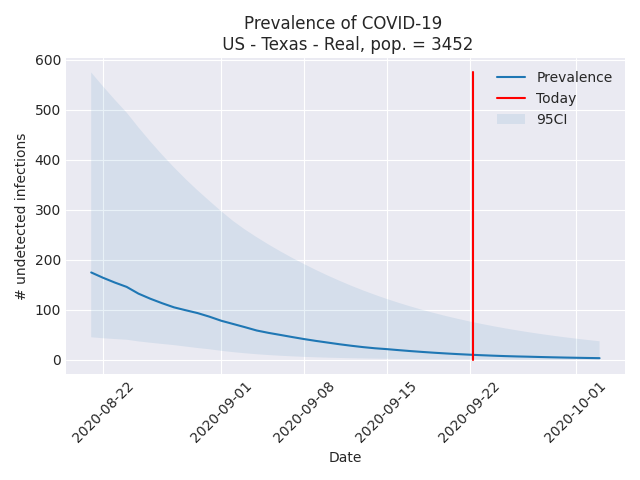 Prevalence of COVID-19
US - Texas - Real, pop. = 3452
# undetected infections
600
500
400
300
200
100
0
Prevalence
Today
95CI
2020-08-22
2020-09-01
2020-09-08
2020-09-15
2020-09-22
2020-10-01
Date